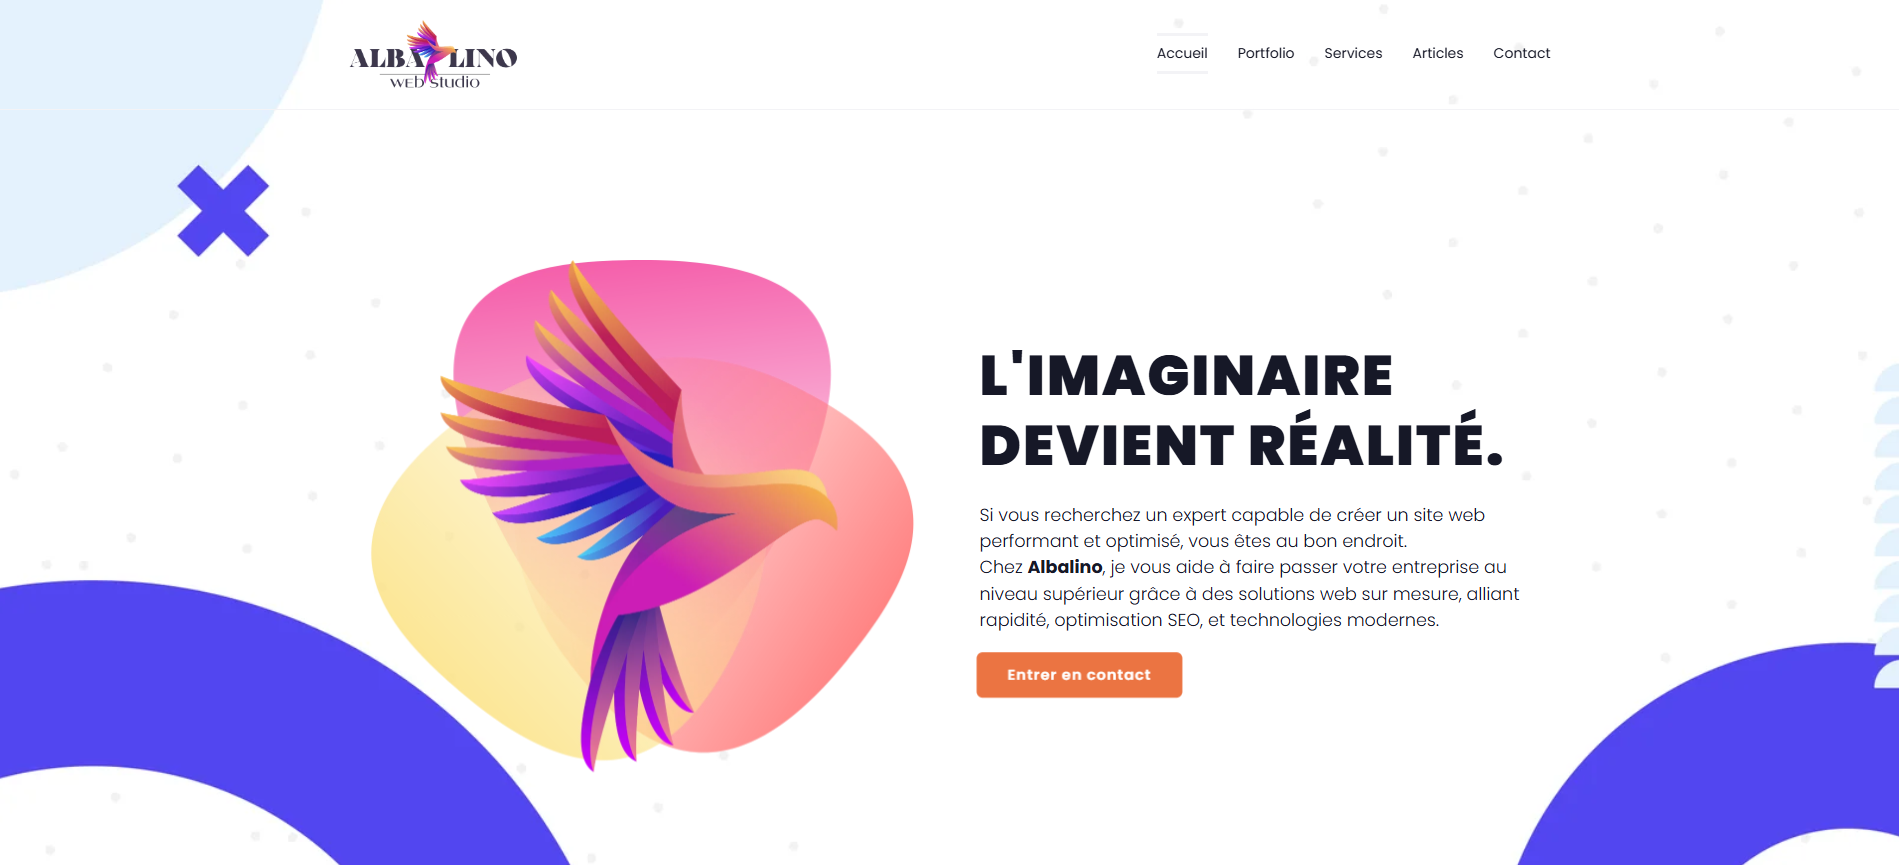 ALBALINO
web studio
Accueil
Portfolio
Services
Articles
Contact
L'IMAGINAIRE
DEVIENT RÉALITÉ.
Si vous recherchez un expert capable de créer un site web
performant et optimisé, vous êtes au bon endroit.
Chez Albalino, je vous aide à faire passer votre entreprise au
niveau supérieur grâce à des solutions web sur mesure, alliant
rapidité, optimisation SEO, et technologies modernes.
Entrer en contact